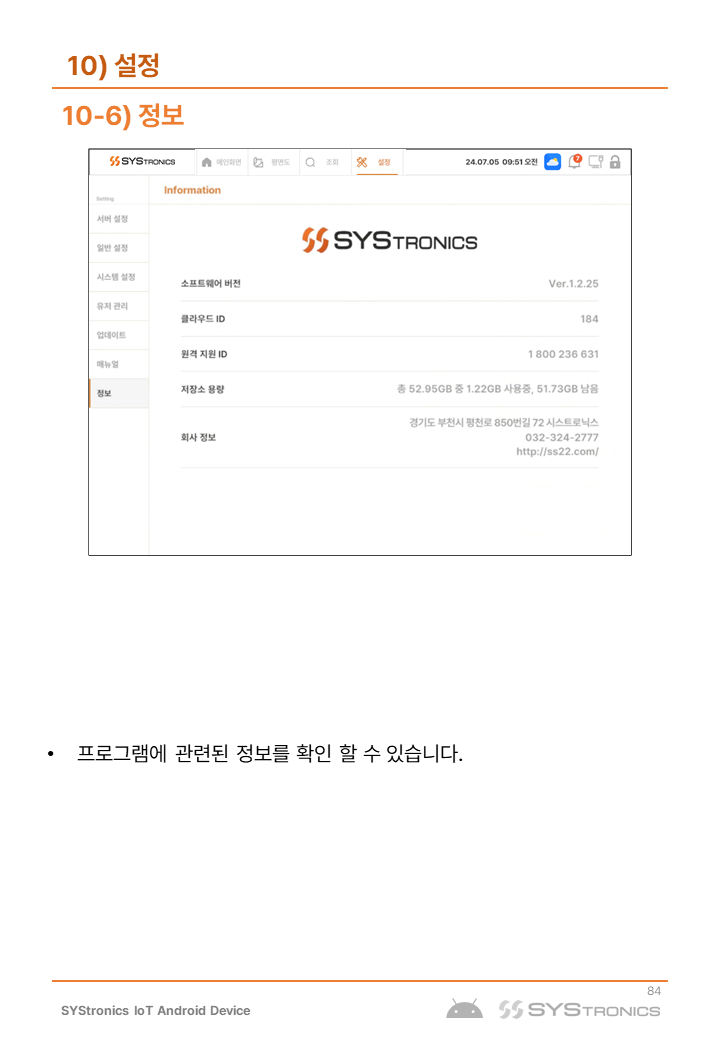 10) 설정
10-6) 정보
SYSTRONICS 메인화면 평면도 조회 설정 24.07.05 09:51 오전 7
Setting
Information
서버 설정
일반 설정
시스템 설정
유저 관리
업데이트
매뉴얼
정보
SYSTRONICS
소프트웨어 버전 Ver.1.2.25
클라우드 ID 184
원격 지원 ID 1 800 236 631
저장소 용량 총 52.95GB 중 1.22GB 사용중, 51.73GB 남음
회사 정보 경기도 부천시 평천로 850번길 72 시스트로닉스
032-324-2777
http://ss22.com/
• 프로그램에 관련된 정보를 확인 할 수 있습니다.
84
SYStronics IoT Android Device SYSTRONICS